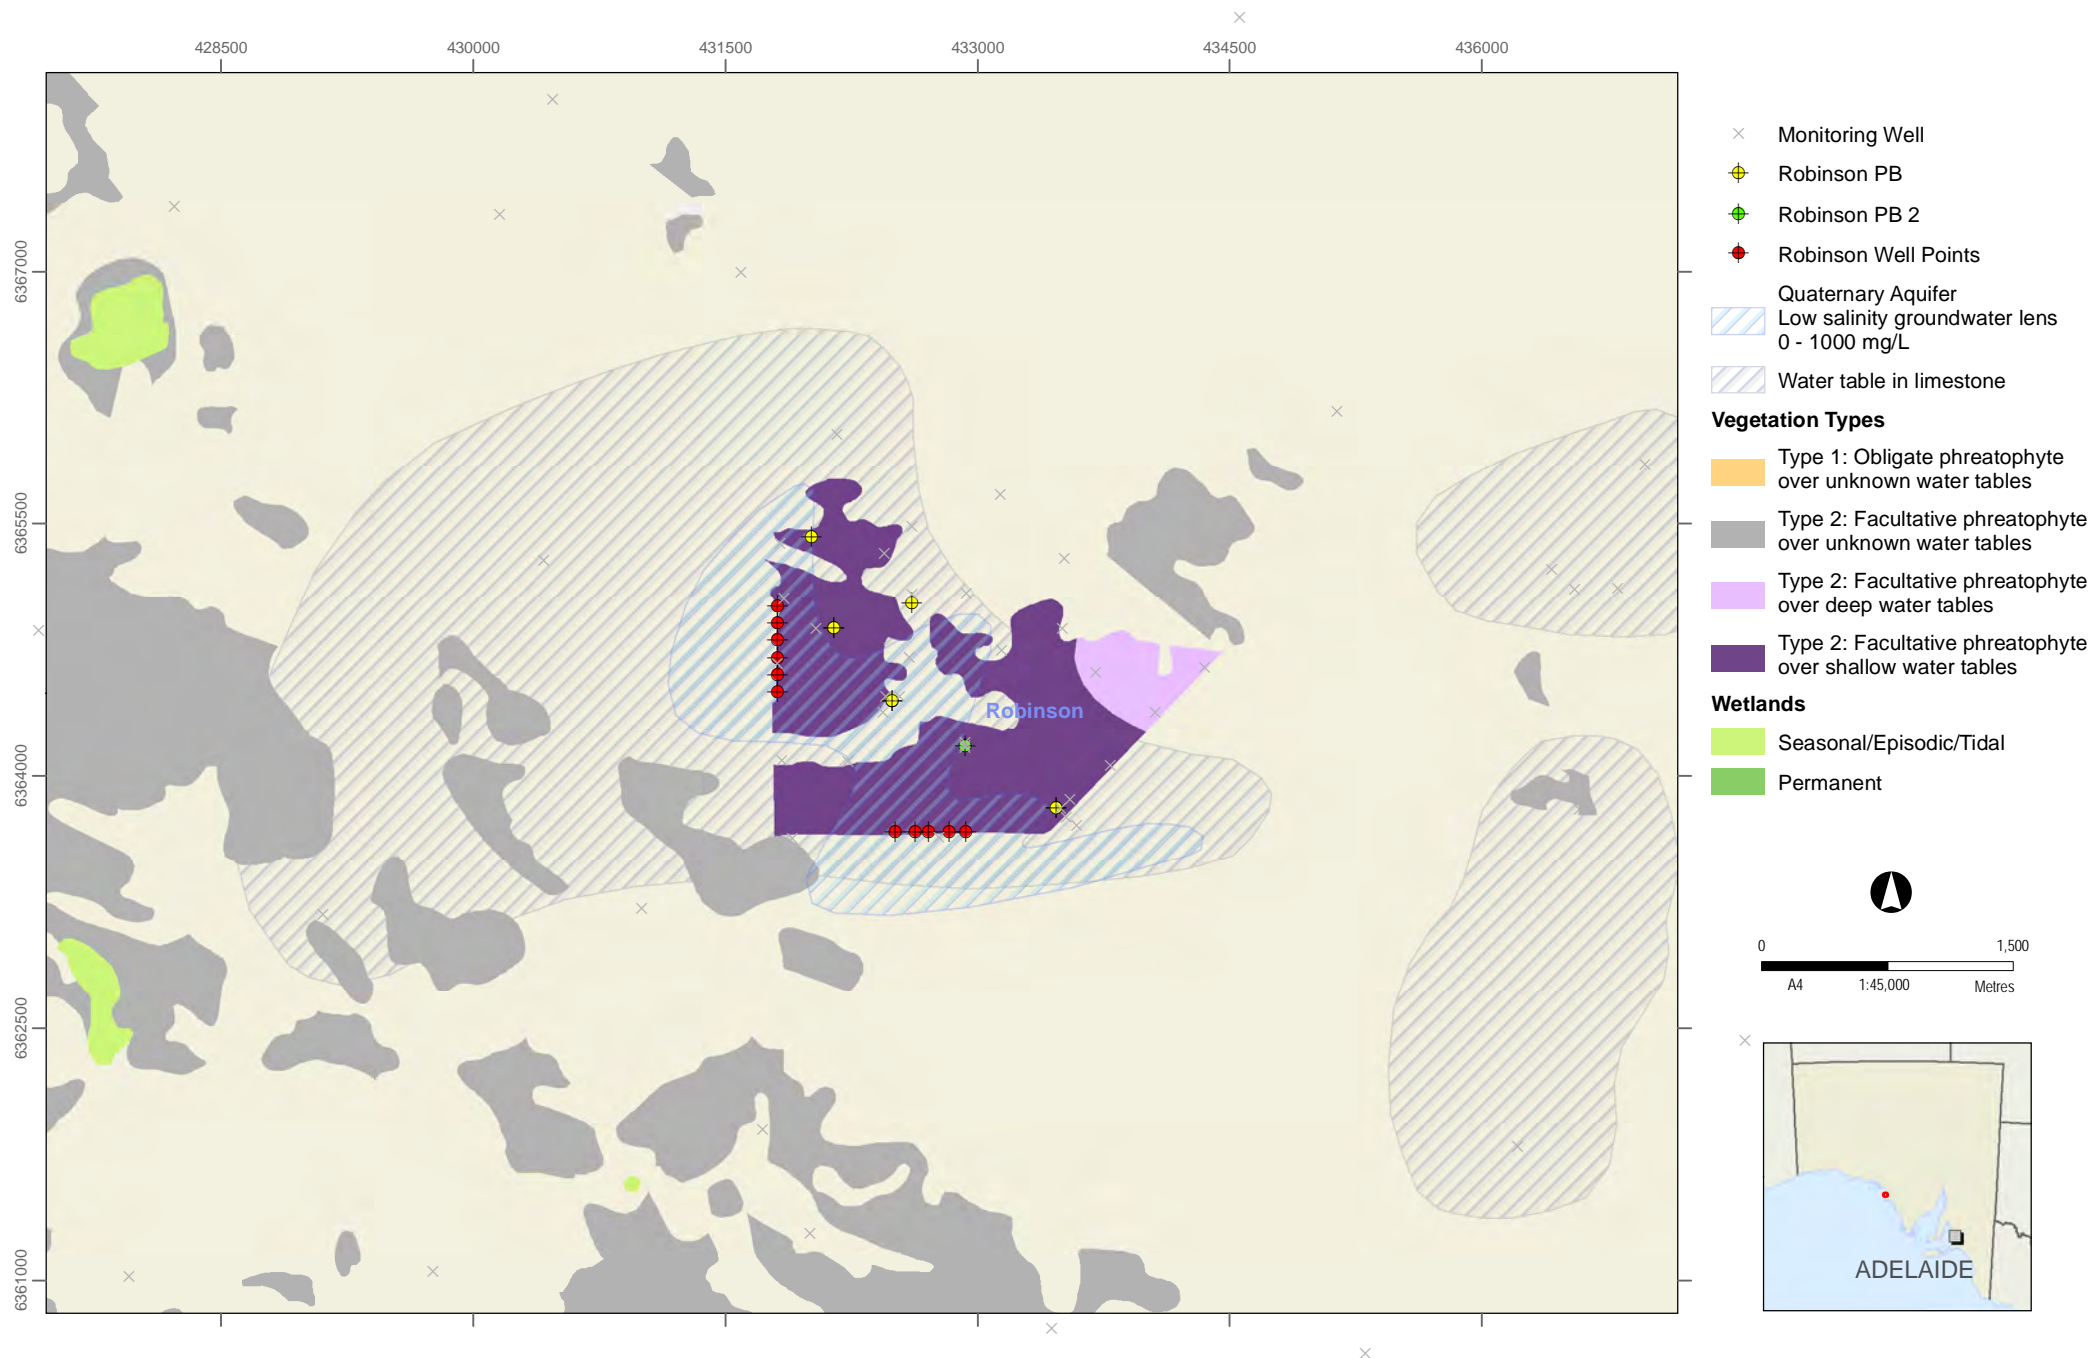 428500
430000
431500
433000
434500
436000
6367000
6365500
6364000
6362500
6361000
Robinson
Monitoring Well
Robinson PB
Robinson PB 2
Robinson Well Points
Quaternary Aquifer
Low salinity groundwater lens
0 - 1000 mg/L
Water table in limestone
Vegetation Types
Type 1: Obligate phreatophyte
over unknown water tables
Type 2: Facultative phreatophyte
over unknown water tables
Type 2: Facultative phreatophyte
over deep water tables
Type 2: Facultative phreatophyte
over shallow water tables
Wetlands
Seasonal/Episodic/Tidal
Permanent
0
1,500
A4
1:45,000
Metres
ADELAIDE